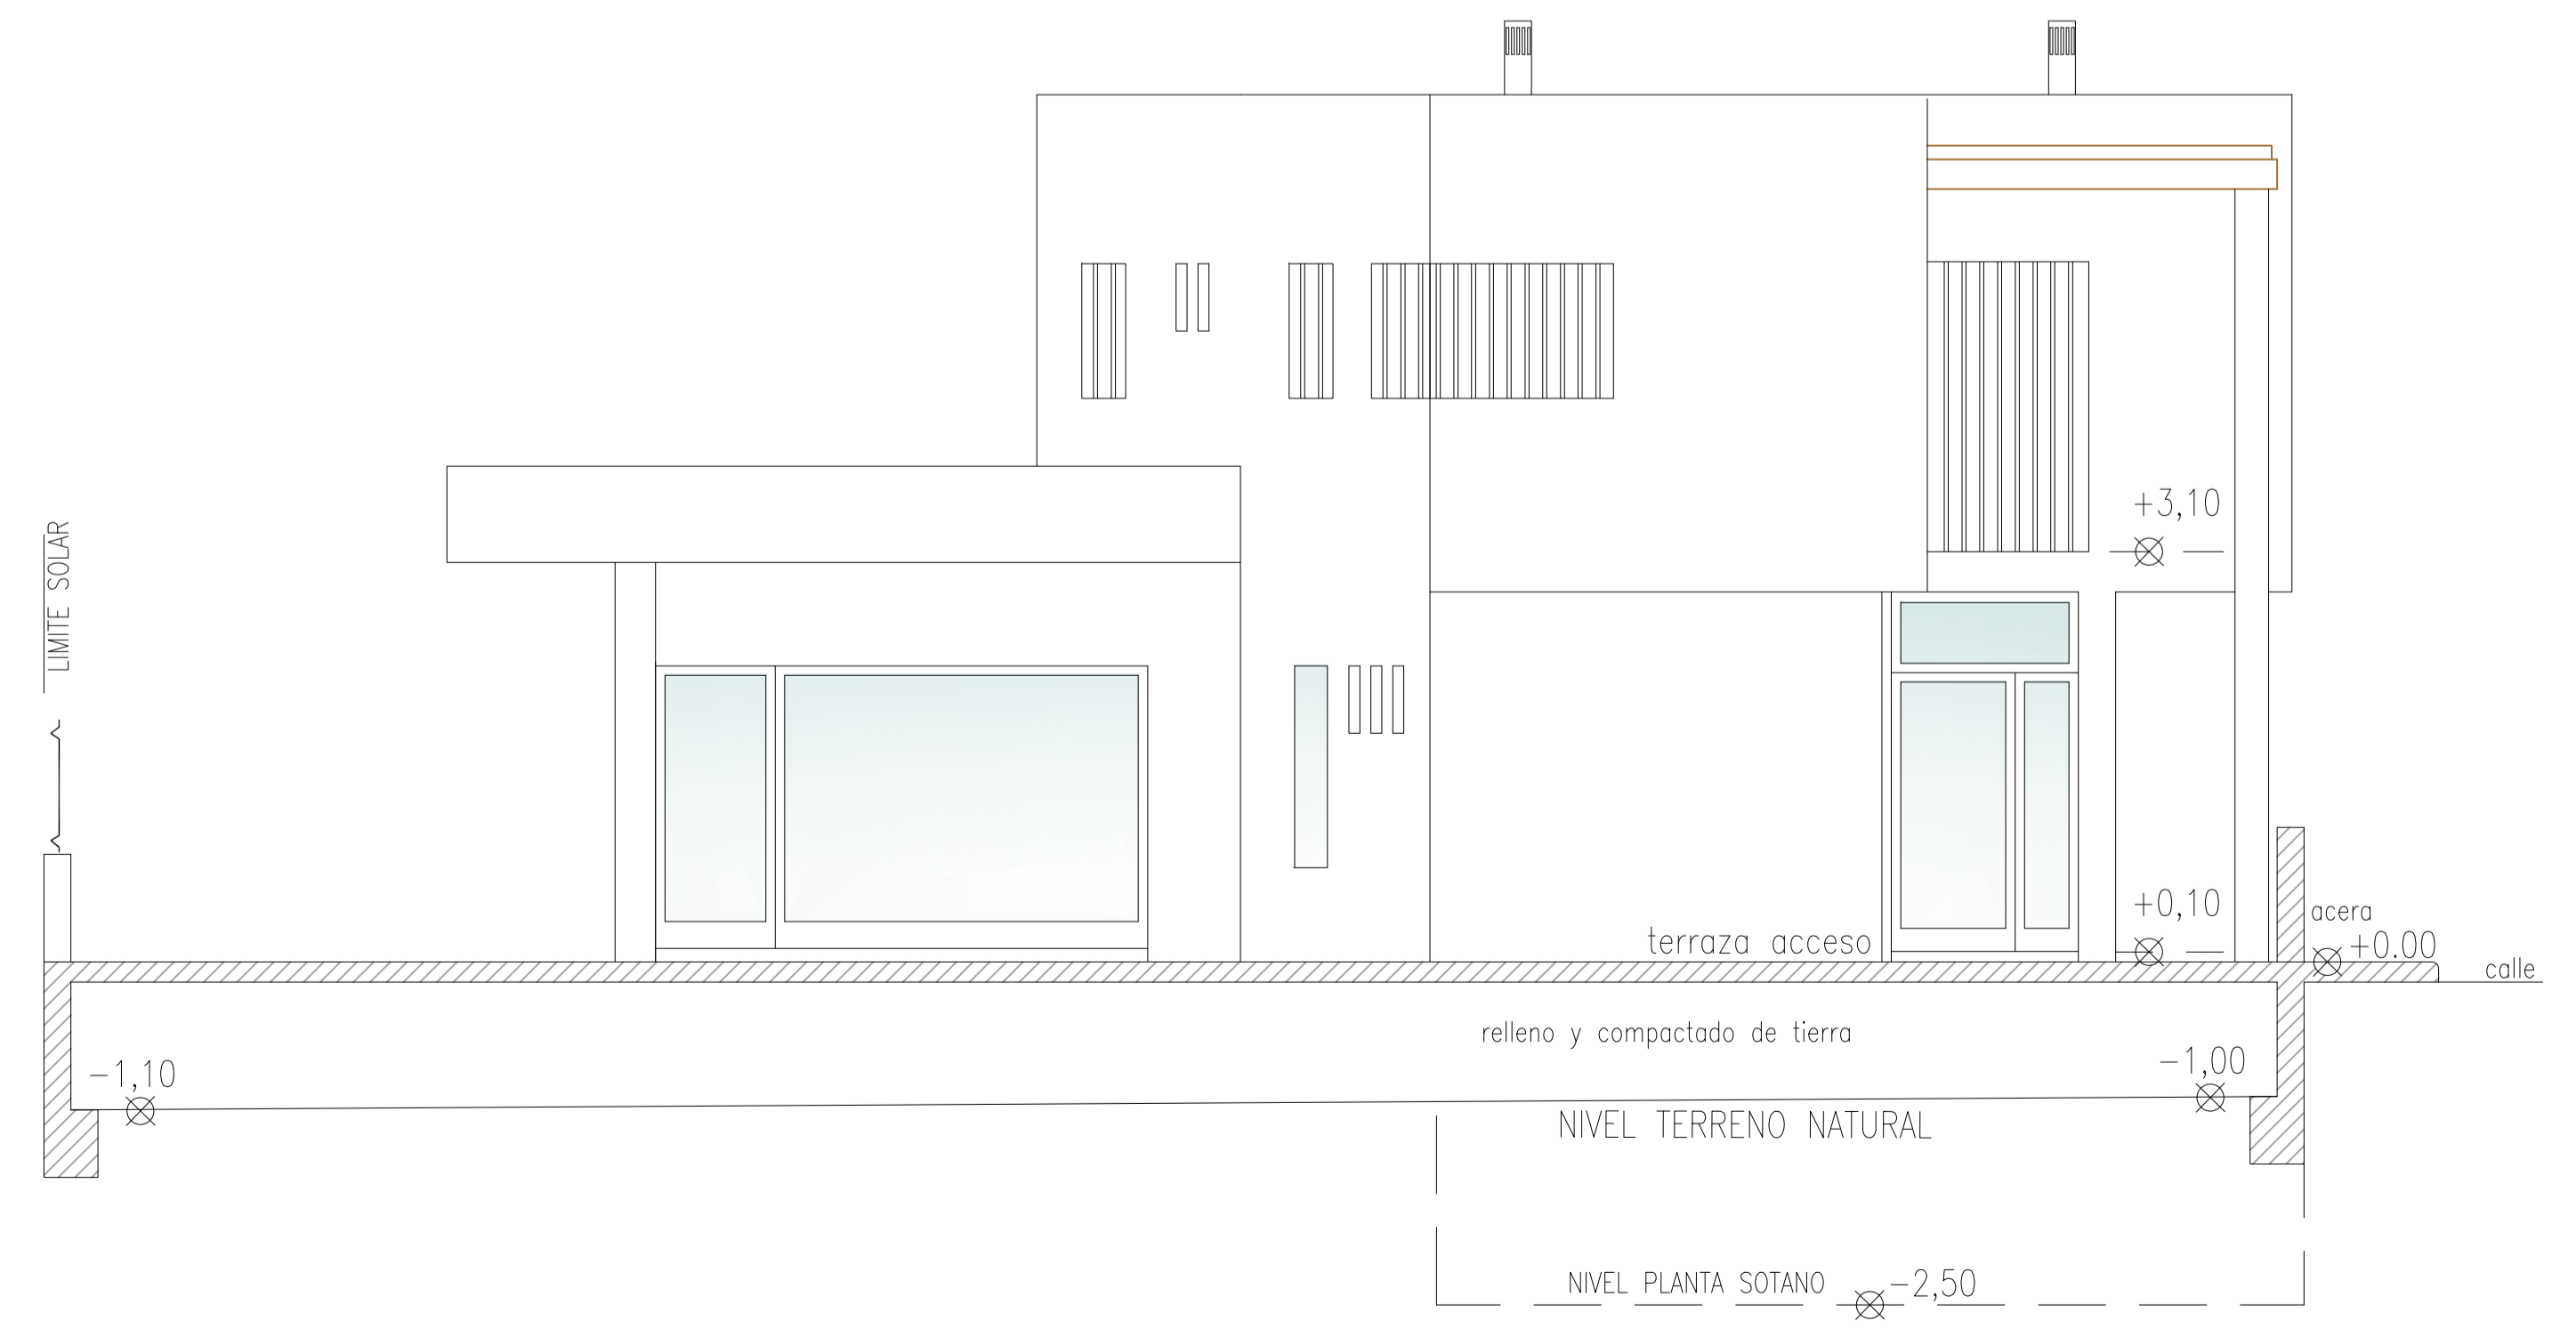 LIMITE SOLAR
+3,10
+0,10
acera
+0.00
terraza acceso
calle
relleno y compactado de tierra
-1,10
-1,00
NIVEL TERRENO NATURAL
NIVEL PLANTA SOTANO -2,50